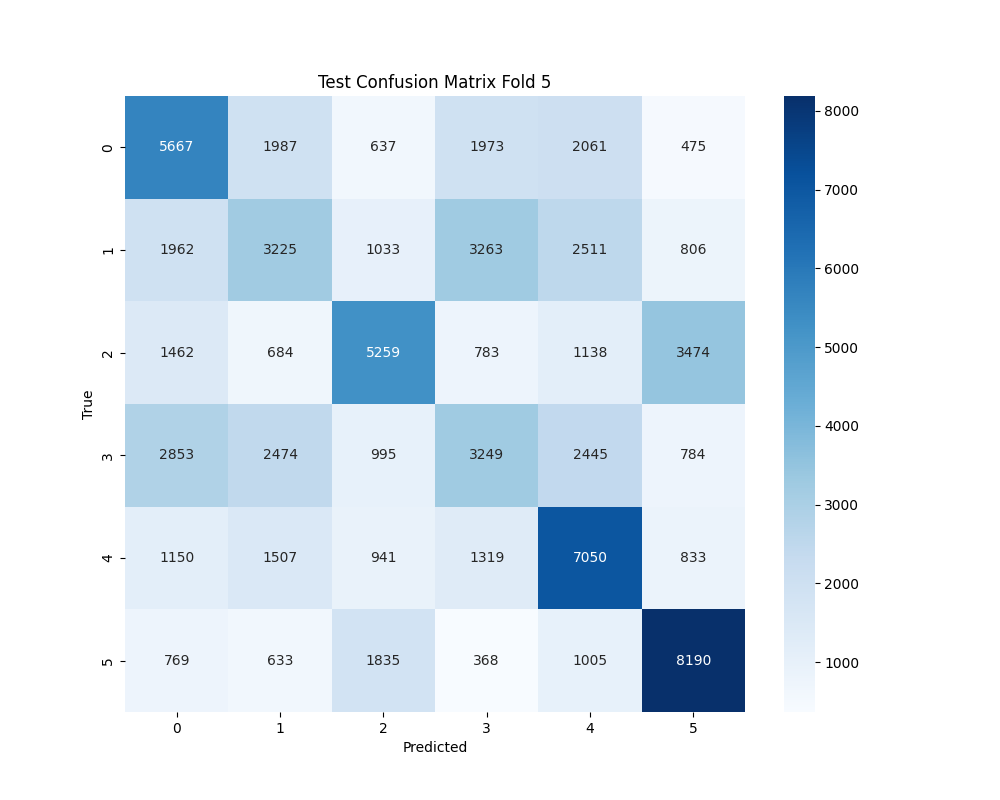 Test Confusion Matrix Fold 5
0 5667 1987 637 1973 2061 475
1 1962 3225 1033 3263 2511 806
2 1462 684 5259 783 1138 3474
3 2853 2474 995 3249 2445 784
4 1150 1507 941 1319 7050 833
5 769 633 1835 368 1005 8190
0 1 2 3 4 5
Predicted
True
8000
7000
6000
5000
4000
3000
2000
1000